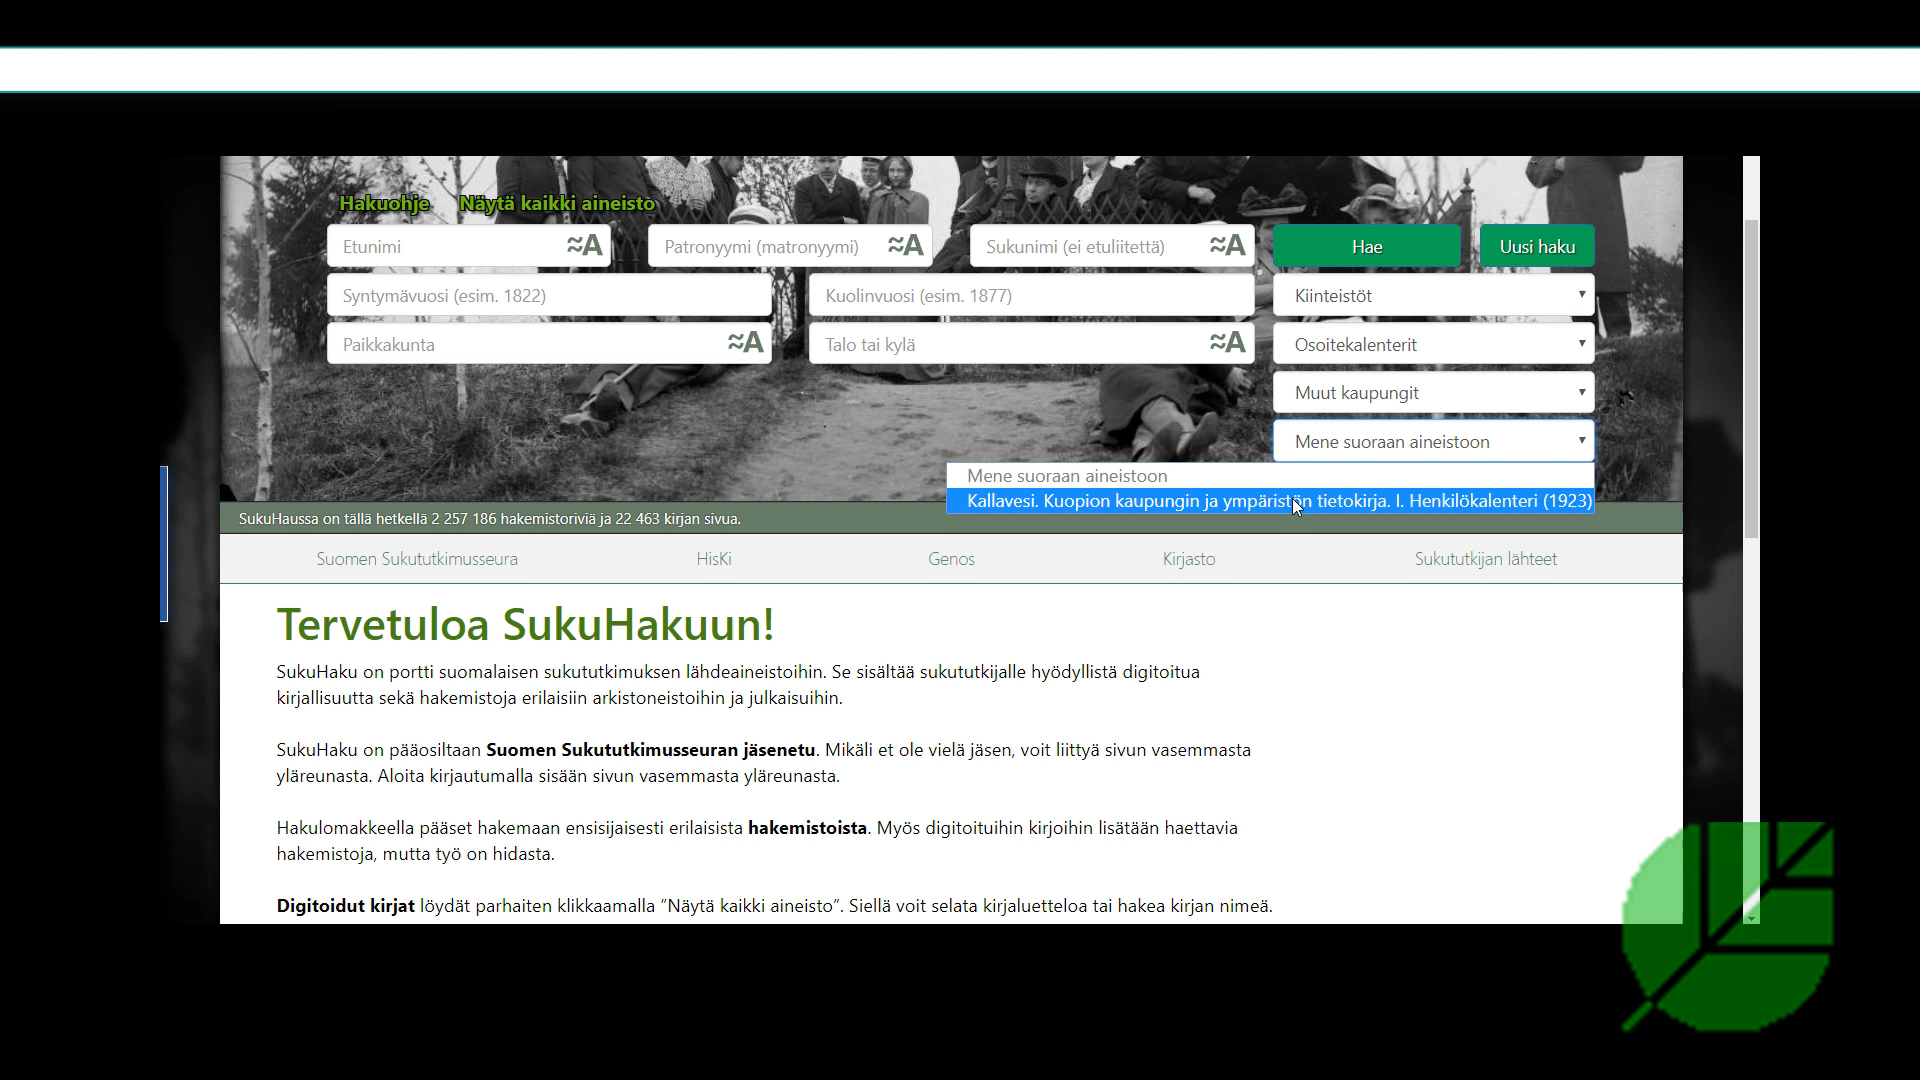 Hakuohje Näytä kaikki aineisto
Etunimi ≈A Patronyymi (matronyymi) ≈A Sukunimi (ei etuliitettä) ≈A Hae Uusi haku
Syntymävuosi (esim. 1822) Kuolinvuosi (esim. 1877) Kiinteistöt
Paikkakunta ≈A Talo tai kylä ≈A Osoitekalenterit
Muut kaupungit
Mene suoraan aineistoon
Mene suoraan aineistoon
Kallavesi. Kuopion kaupungin ja ympäristön tietokirja. I. Henkilökalenteri (1923)
SukuHaussa on tällä hetkellä 2 257 186 hakemistoriviä ja 22 463 kirjan sivua.
Suomen Sukututkimusseura HisKi Genos Kirjasto Sukututkijan lähteet
Tervetuloa SukuHakuun!
SukuHaku on portti suomalaisen sukututkimuksen lähdeaineistoihin. Se sisältää sukututkijalle hyödyllistä digitoitua
kirjallisuutta sekä hakemistoja erilaisiin arkistoneistoihin ja julkaisuihin.
SukuHaku on pääosiltaan Suomen Sukututkimusseuran jäsenetu. Mikäli et ole vielä jäsen, voit liittyä sivun vasemmasta
yläreunasta. Aloita kirjautumalla sisään sivun vasemmasta yläreunasta.
Hakulomakkeella pääset hakemaan ensisijaisesti erilaisista hakemistoista. Myös digitoituihin kirjoihin lisätään haettavia
hakemistoja, mutta työ on hidasta.
Digitoidut kirjat löydät parhaiten klikkaamalla ”Näytä kaikki aineisto”. Siellä voit selata kirjaluetteloa tai hakea kirjan nimeä.